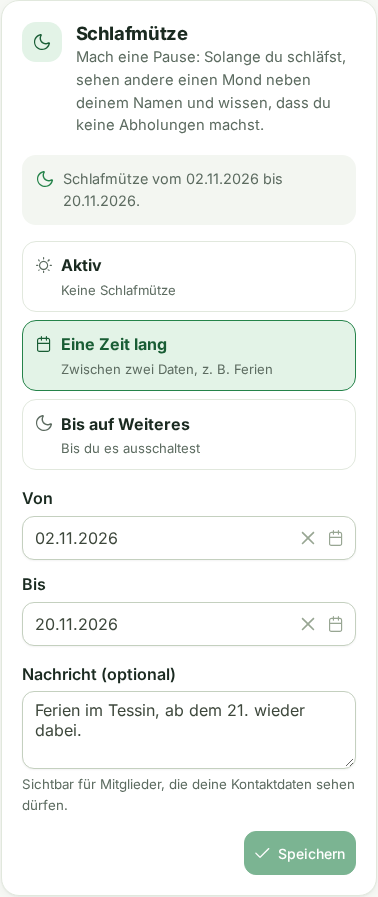 Schlafmütze
Mach eine Pause: Solange du schläfst,
sehen andere einen Mond neben
deinem Namen und wissen, dass du
keine Abholungen machst.
Schlafmütze vom 02.11.2026 bis
20.11.2026.
Aktiv
Keine Schlafmütze
Eine Zeit lang
Zwischen zwei Daten, z. B. Ferien
Bis auf Weiteres
Bis du es ausschaltest
Von
02.11.2026
Bis
20.11.2026
Nachricht (optional)
Ferien im Tessin, ab dem 21. wieder
dabei.
Sichtbar für Mitglieder, die deine Kontaktdaten sehen
dürfen.
Speichern